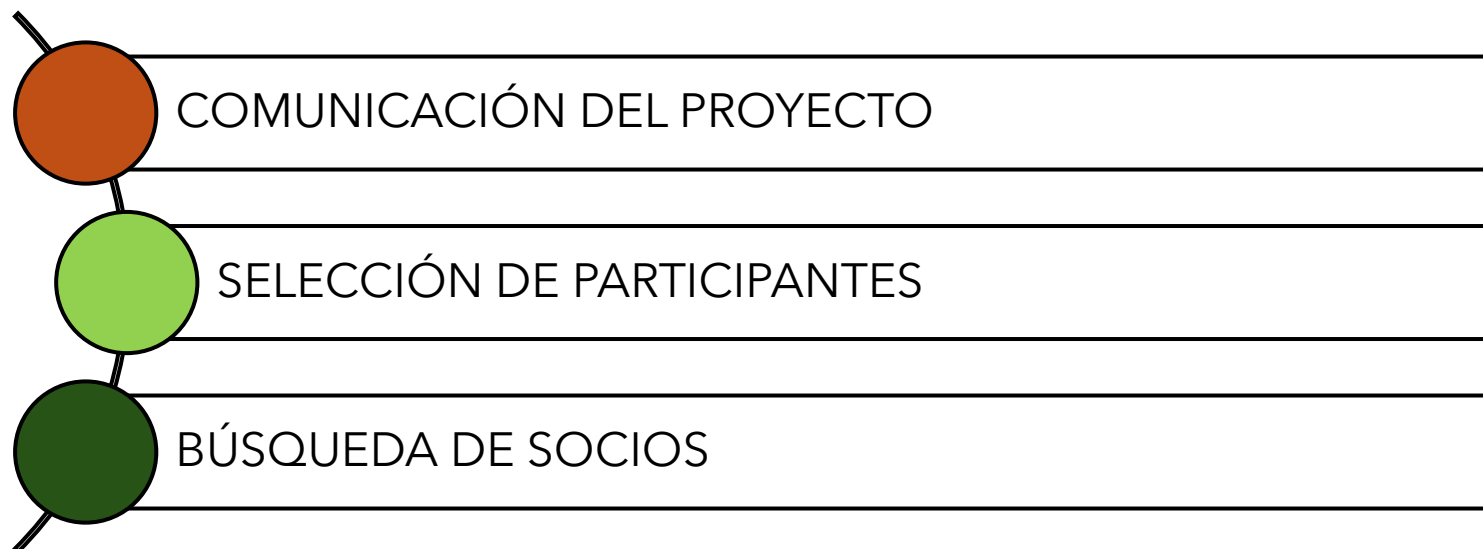 COMUNICACIÓN DEL PROYECTO
SELECCIÓN DE PARTICIPANTES
BÚSQUEDA DE SOCIOS